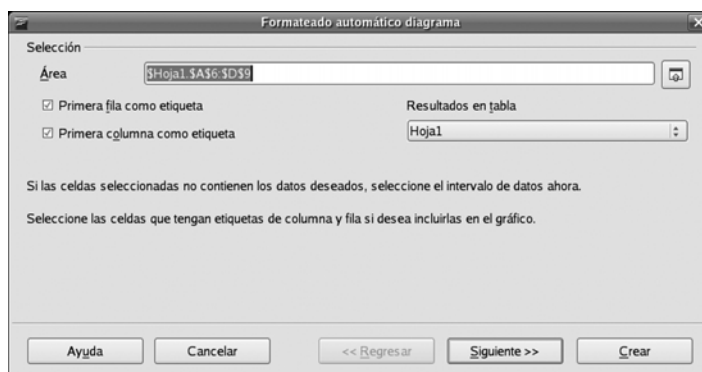 Formateado automático diagrama
Selección
Área
$Hoja1.$A$6:$D$9
Primera fila como etiqueta
Resultados en tabla
Primera columna como etiqueta
Hoja1
Si las celdas seleccionadas no contienen los datos deseados, seleccione el intervalo de datos ahora.
Seleccione las celdas que tengan etiquetas de columna y fila si desea incluirlas en el gráfico.
Ayuda
Cancelar
<< Regresar
Siguiente >>
Crear